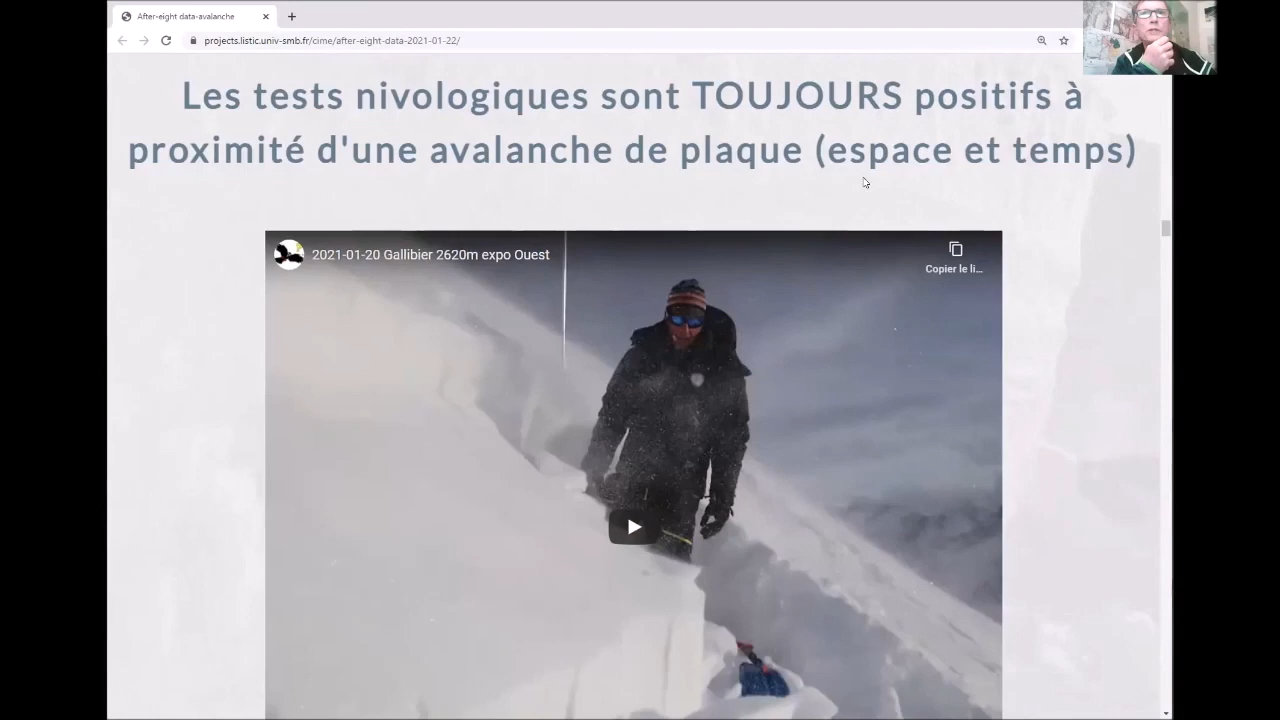 After-eight data-avalanche
projects.listic.univ-smb.fr/cime/after-eight-data-2021-01-22/
Les tests nivologiques sont TOUJOURS positifs à
proximité d'une avalanche de plaque (espace et temps)
2021-01-20 Gallibier 2620m expo Ouest
Copier le li...